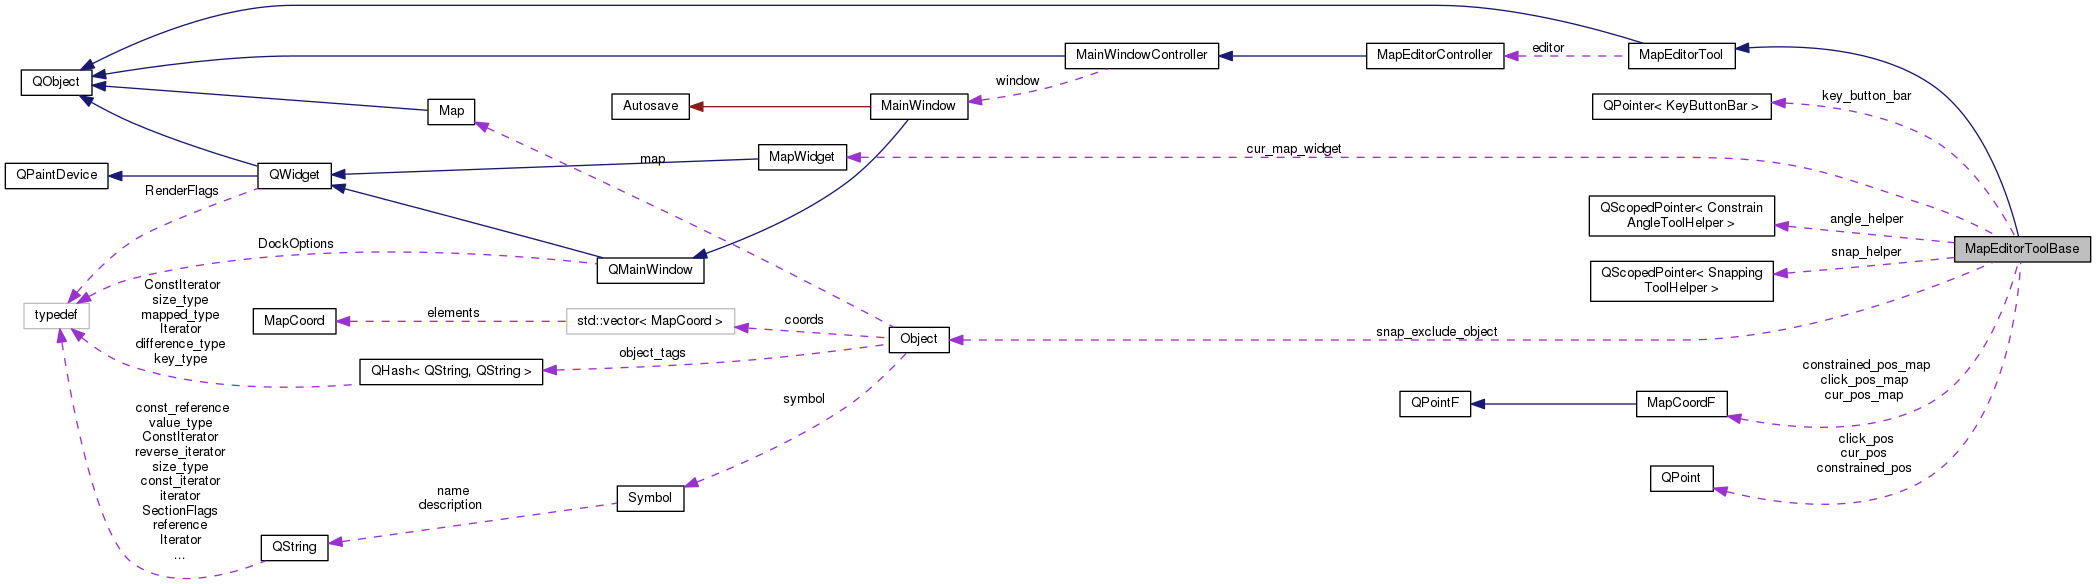 MainWindowController
MapEditorController
editor
MapEditorTool
QObject
window
Map
Autosave
MainWindow
QPointer< KeyButtonBar >
key_button_bar
QPaintDevice
QWidget
map
MapWidget
cur_map_widget
RenderFlags
QScopedPointer< Constrain
AngleToolHelper >
angle_helper
MapEditorToolBase
DockOptions
QMainWindow
QScopedPointer< Snapping
ToolHelper >
snap_helper
typedef
ConstIterator
size_type
mapped_type
Iterator
difference_type
key_type
MapCoord
elements
std::vector< MapCoord >
coords
Object
snap_exclude_object
QHash< QString, QString >
object_tags
symbol
QPointF
MapCoordF
constrained_pos_map
click_pos_map
cur_pos_map
const_reference
value_type
ConstIterator
reverse_iterator
size_type
const_iterator
iterator
SectionFlags
reference
Iterator
...
QString
name
description
Symbol
QPoint
click_pos
cur_pos
constrained_pos